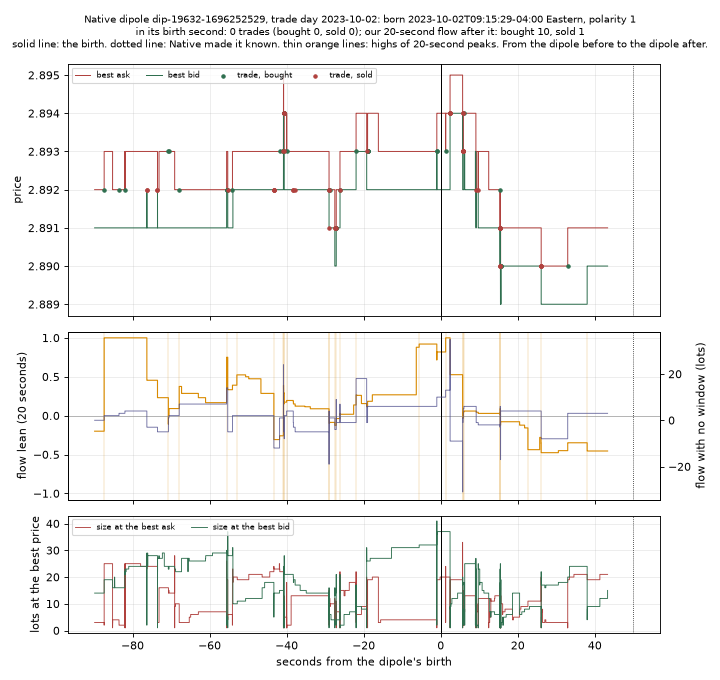 Native dipole dip-19632-1696252529, trade day 2023-10-02: born 2023-10-02T09:15:29-04:00 Eastern, polarity 1
in its birth second: 0 trades (bought 0, sold 0); our 20-second flow after it: bought 10, sold 1
solid line: the birth. dotted line: Native made it known. thin orange lines: highs of 20-second peaks. From the dipole before to the dipole after.
best ask
best bid
trade, bought
trade, sold
2.895
2.894
2.893
2.892
2.891
2.890
2.889
price
1.0
0.5
0.0
−0.5
−1.0
flow lean (20 seconds)
20
0
−20
flow with no window (lots)
size at the best ask
size at the best bid
40
30
20
10
0
lots at the best price
−80
−60
−40
−20
0
20
40
seconds from the dipole's birth